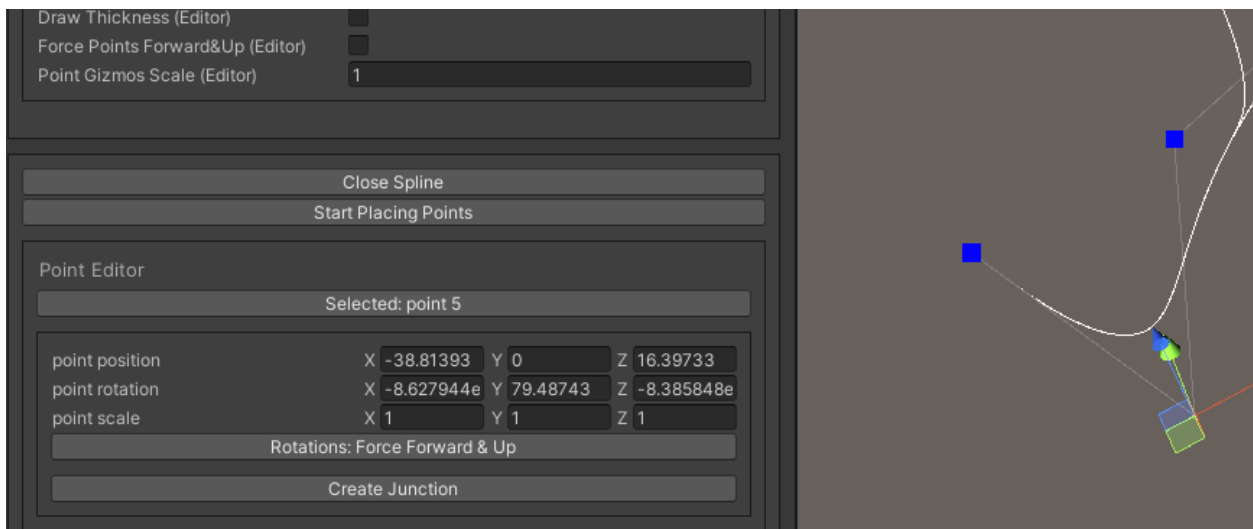 Draw Thickness (Editor)
Force Points Forward&Up (Editor)
Point Gizmos Scale (Editor) 1
Close Spline
Start Placing Points
Point Editor
Selected: point 5
point position X -38.81393 Y 0 Z 16.39733
point rotation X -8.627944e Y 79.48743 Z -8.385848e
point scale X 1 Y 1 Z 1
Rotations: Force Forward & Up
Create Junction